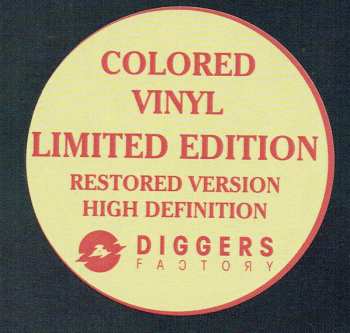 COLORED
VINYL
LIMITED EDITION
RESTORED VERSION
HIGH DEFINITION
DIGGERS
FACTORY